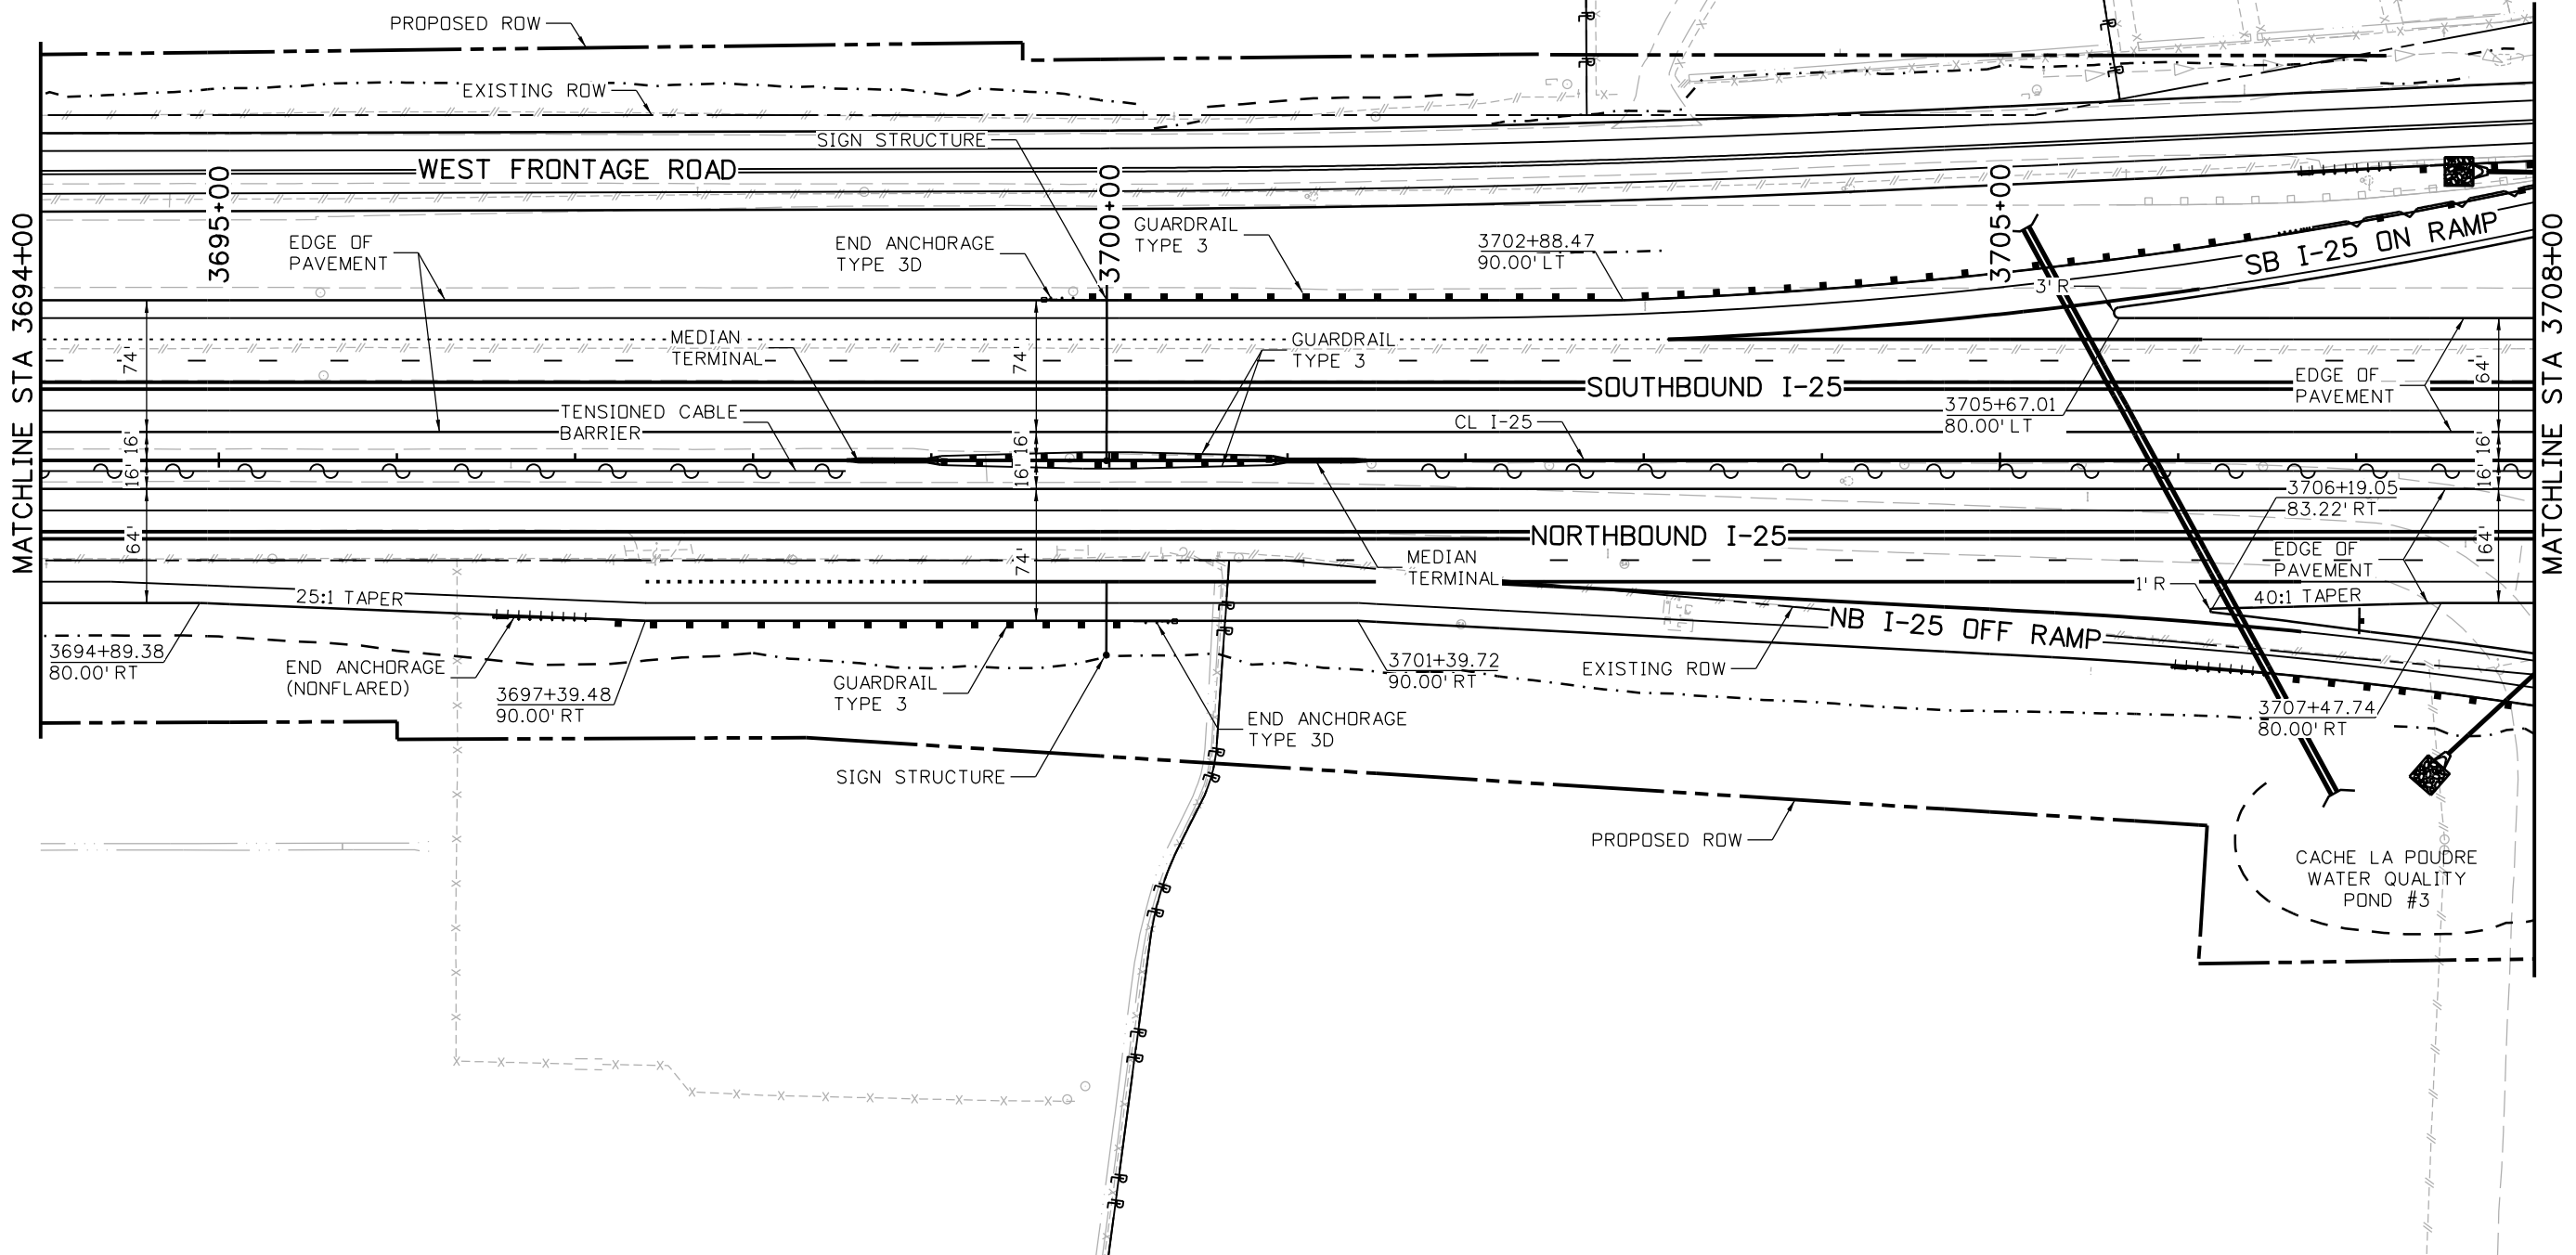 PROPOSED ROW
EXISTING ROW
SIGN STRUCTURE
WEST FRONTAGE ROAD
3695+00
3700+00
3705+00
MATCHLINE STA 3694+00
MATCHLINE STA 3708+00
EDGE OF
PAVEMENT
END ANCHORAGE
TYPE 3D
GUARDRAIL
TYPE 3
3702+88.47
90.00' LT
SB I-25 ON RAMP
3' R
74'
MEDIAN
TERMINAL
74'
GUARDRAIL
TYPE 3
SOUTHBOUND I-25
EDGE OF
PAVEMENT
64'
TENSIONED CABLE
BARRIER
CL I-25
3705+67.01
80.00' LT
16'
16'
16'
16'
16'
16'
3706+19.05
83.22' RT
64'
NORTHBOUND I-25
74'
MEDIAN
TERMINAL
EDGE OF
PAVEMENT
64'
1' R
40:1 TAPER
25:1 TAPER
NB I-25 OFF RAMP
3694+89.38
80.00' RT
END ANCHORAGE
(NONFLARED)
3697+39.48
90.00' RT
GUARDRAIL
TYPE 3
3701+39.72
90.00' RT
EXISTING ROW
END ANCHORAGE
TYPE 3D
3707+47.74
80.00' RT
SIGN STRUCTURE
PROPOSED ROW
CACHE LA POUDRE
WATER QUALITY
POND #3